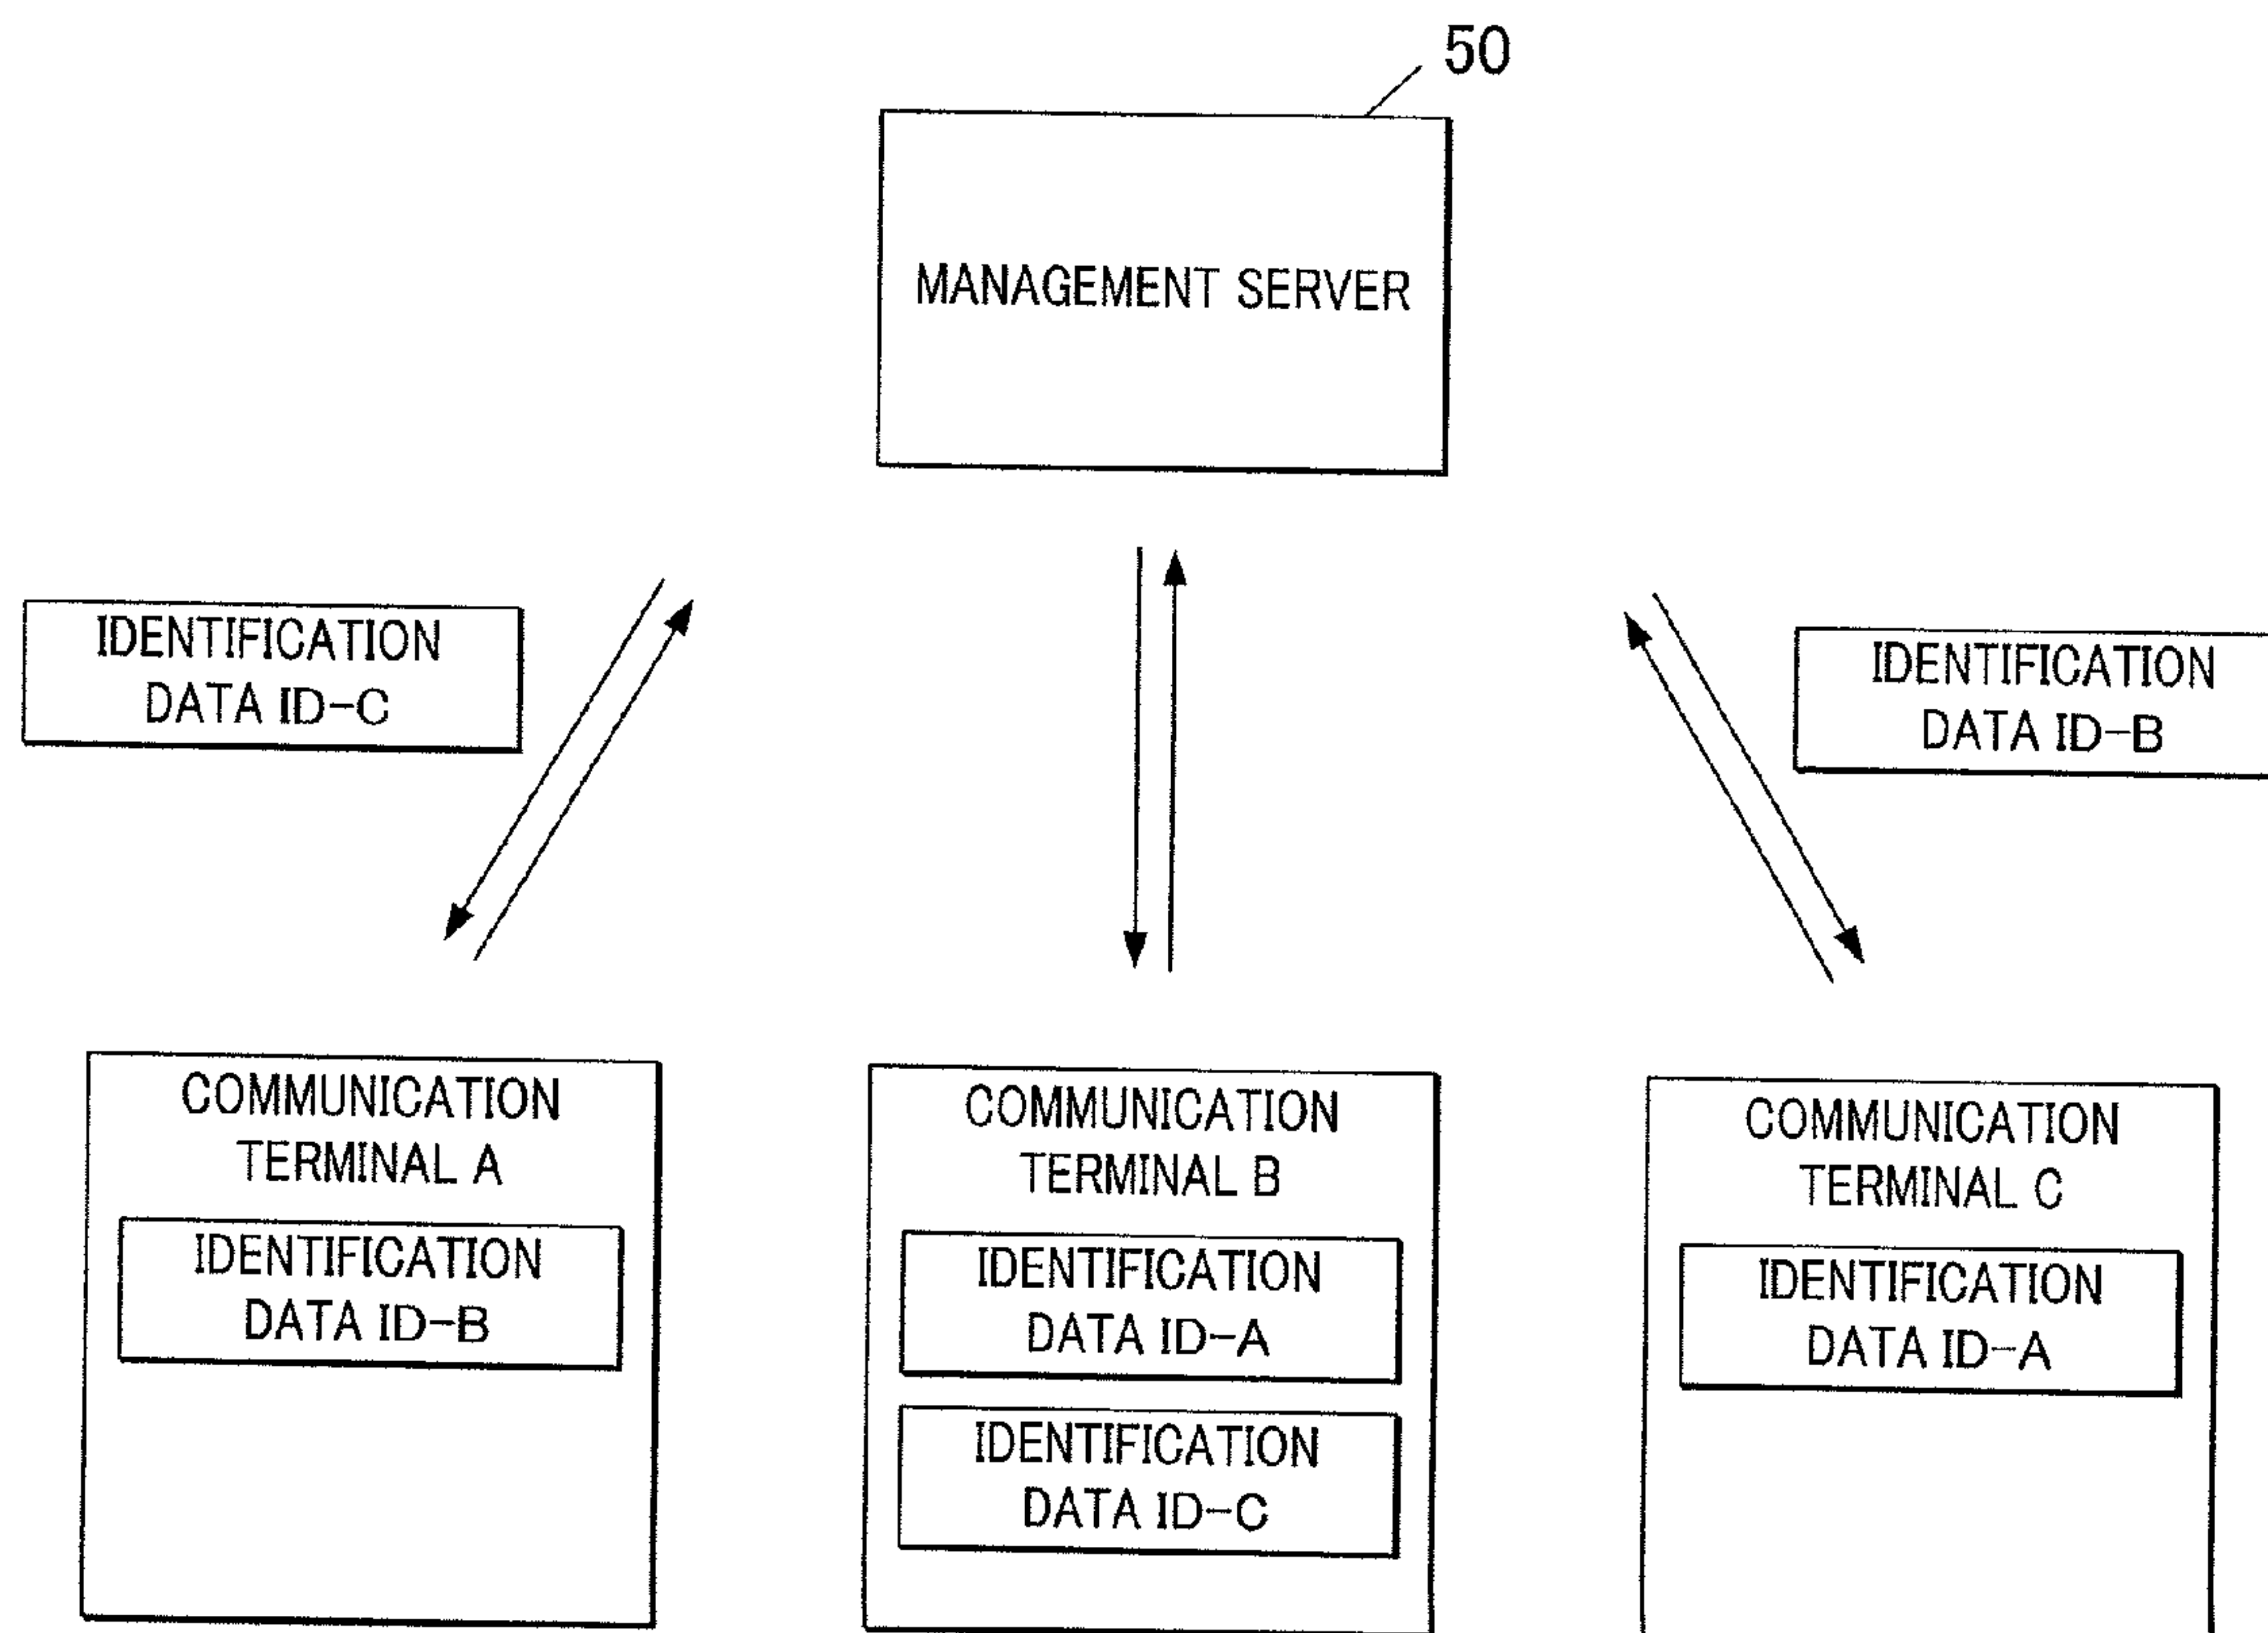 50
MANAGEMENT SERVER
IDENTIFICATION
DATA ID-C
IDENTIFICATION
DATA ID-B
COMMUNICATION
TERMINAL A
IDENTIFICATION
DATA ID-B
COMMUNICATION
TERMINAL B
IDENTIFICATION
DATA ID-A
IDENTIFICATION
DATA ID-C
COMMUNICATION
TERMINAL C
IDENTIFICATION
DATA ID-A